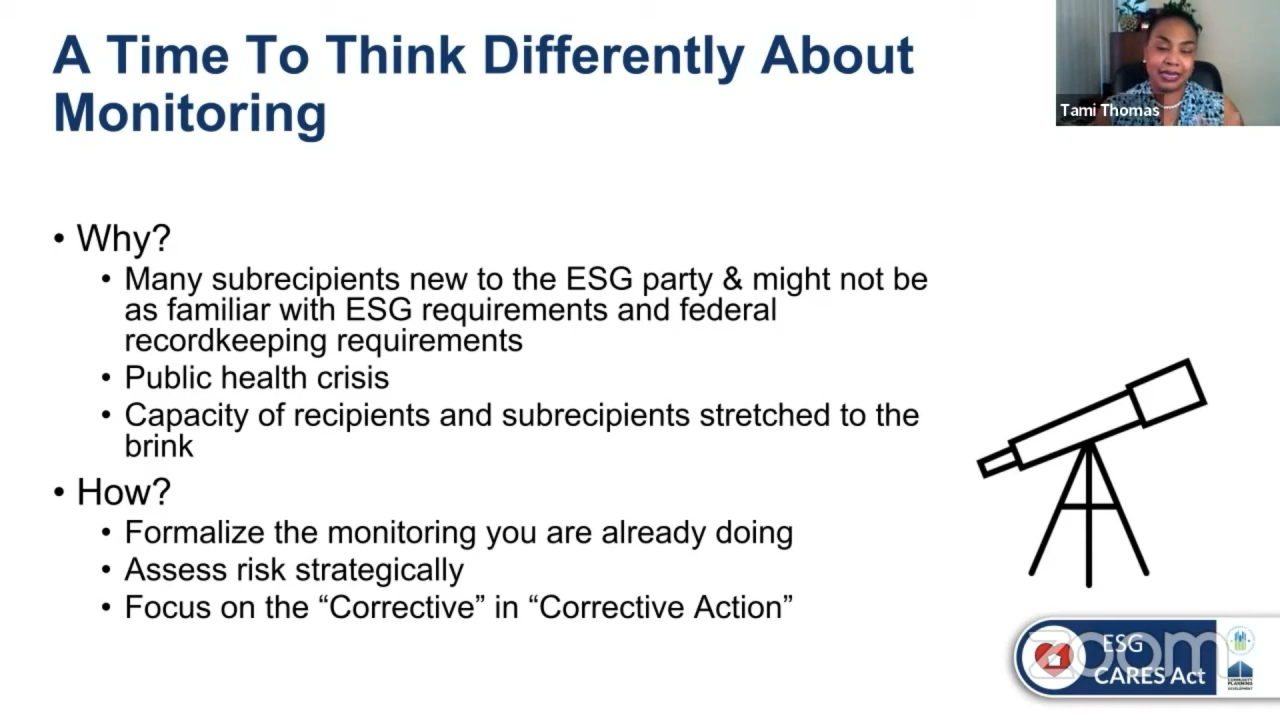 A Time To Think Differently About
Monitoring
Tami Thomas
• Why?
• Many subrecipients new to the ESG party & might not be
as familiar with ESG requirements and federal
recordkeeping requirements
• Public health crisis
• Capacity of recipients and subrecipients stretched to the
brink
• How?
• Formalize the monitoring you are already doing
• Assess risk strategically
• Focus on the “Corrective” in “Corrective Action”
zoom
ESG
CARES Act
COMMUNITY
PLANNING
DEVELOPMENT